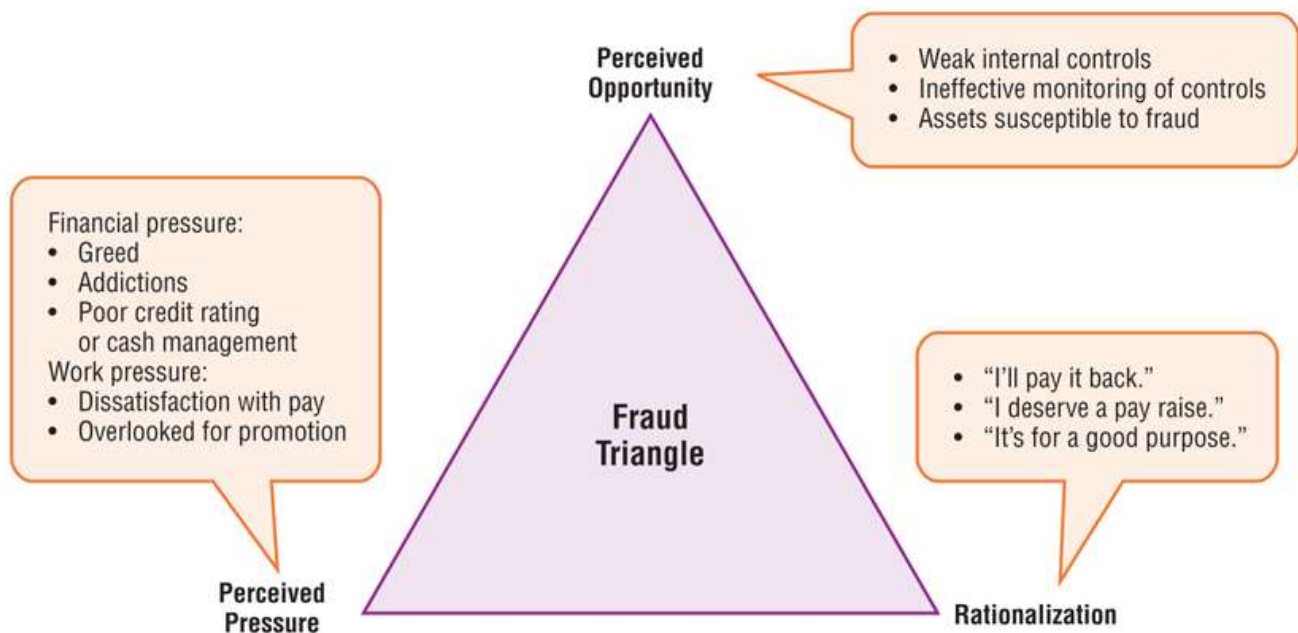 Perceived
Opportunity
• Weak internal controls
• Ineffective monitoring of controls
• Assets susceptible to fraud
Financial pressure:
• Greed
• Addictions
• Poor credit rating
or cash management
Work pressure:
• Dissatisfaction with pay
• Overlooked for promotion
Fraud
Triangle
• “I’ll pay it back.”
• “I deserve a pay raise.”
• “It’s for a good purpose.”
Perceived
Pressure
Rationalization